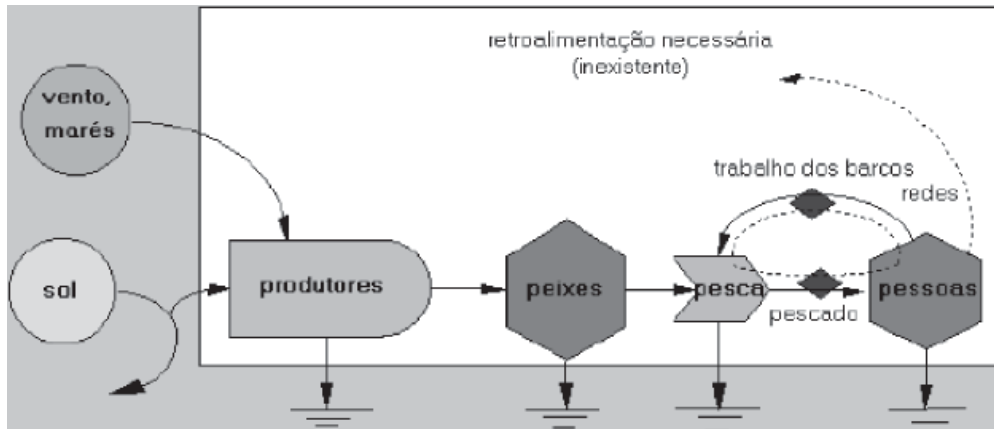 retroalimentação necessária
(inexistente)
vento,
marés
trabalho dos barcos
redes
sol
produtores
peixes
pesca
pessoas
pescado